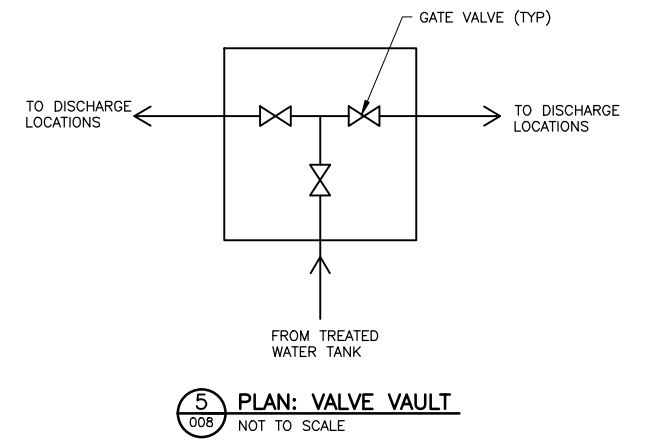 GATE VALVE (TYP)
TO DISCHARGE
LOCATIONS
TO DISCHARGE
LOCATIONS
FROM TREATED
WATER TANK
5
008
PLAN: VALVE VAULT
NOT TO SCALE